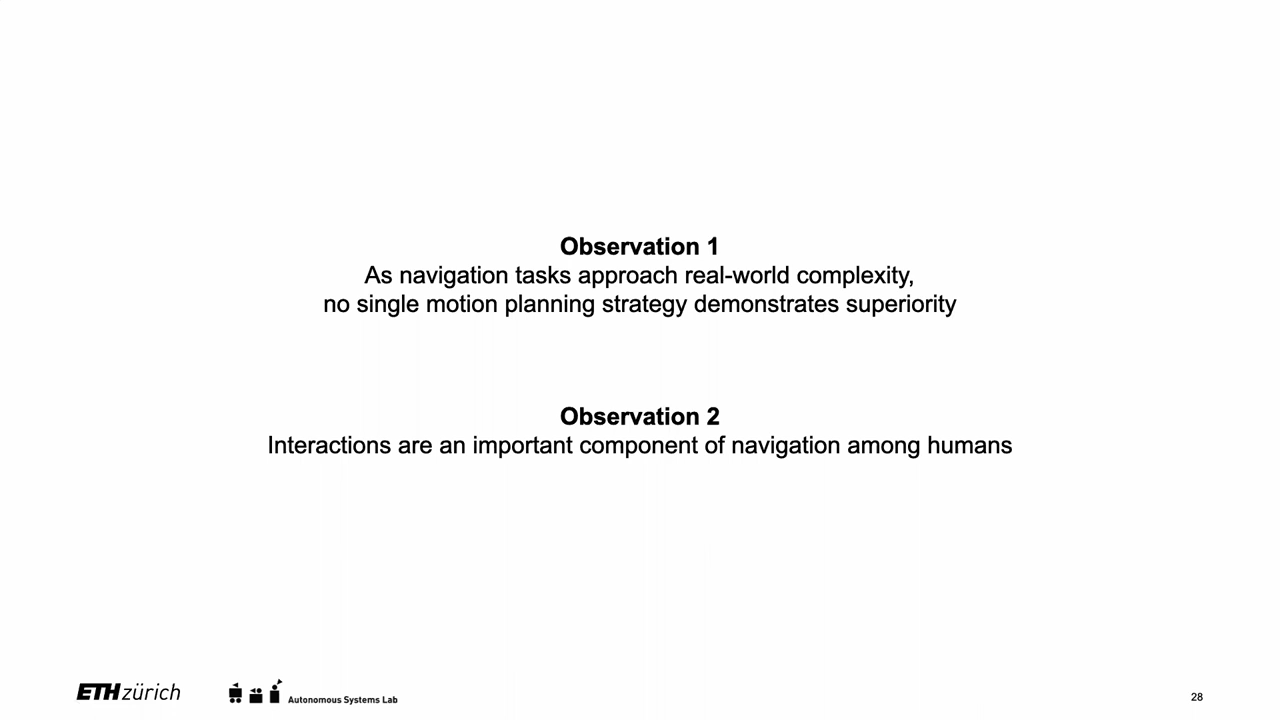 Observation 1
As navigation tasks approach real-world complexity,
no single motion planning strategy demonstrates superiority
Observation 2
Interactions are an important component of navigation among humans
ETH zürich
Autonomous Systems Lab
28